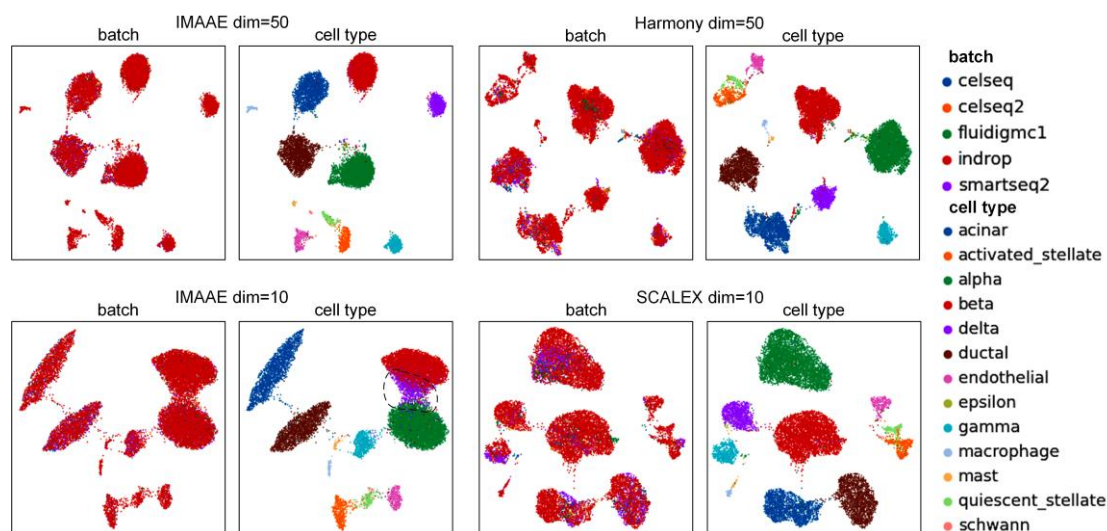 IMAAE dim=50
batch
cell type
Harmony dim=50
batch
cell type
IMAAE dim=10
batch
cell type
SCALEX dim=10
batch
cell type
batch
celseq
celseq2
fluidigmc1
indrop
smartseq2
cell type
acinar
activated_stellate
alpha
beta
delta
ductal
endothelial
epsilon
gamma
macrophage
mast
quiescent_stellate
schwann